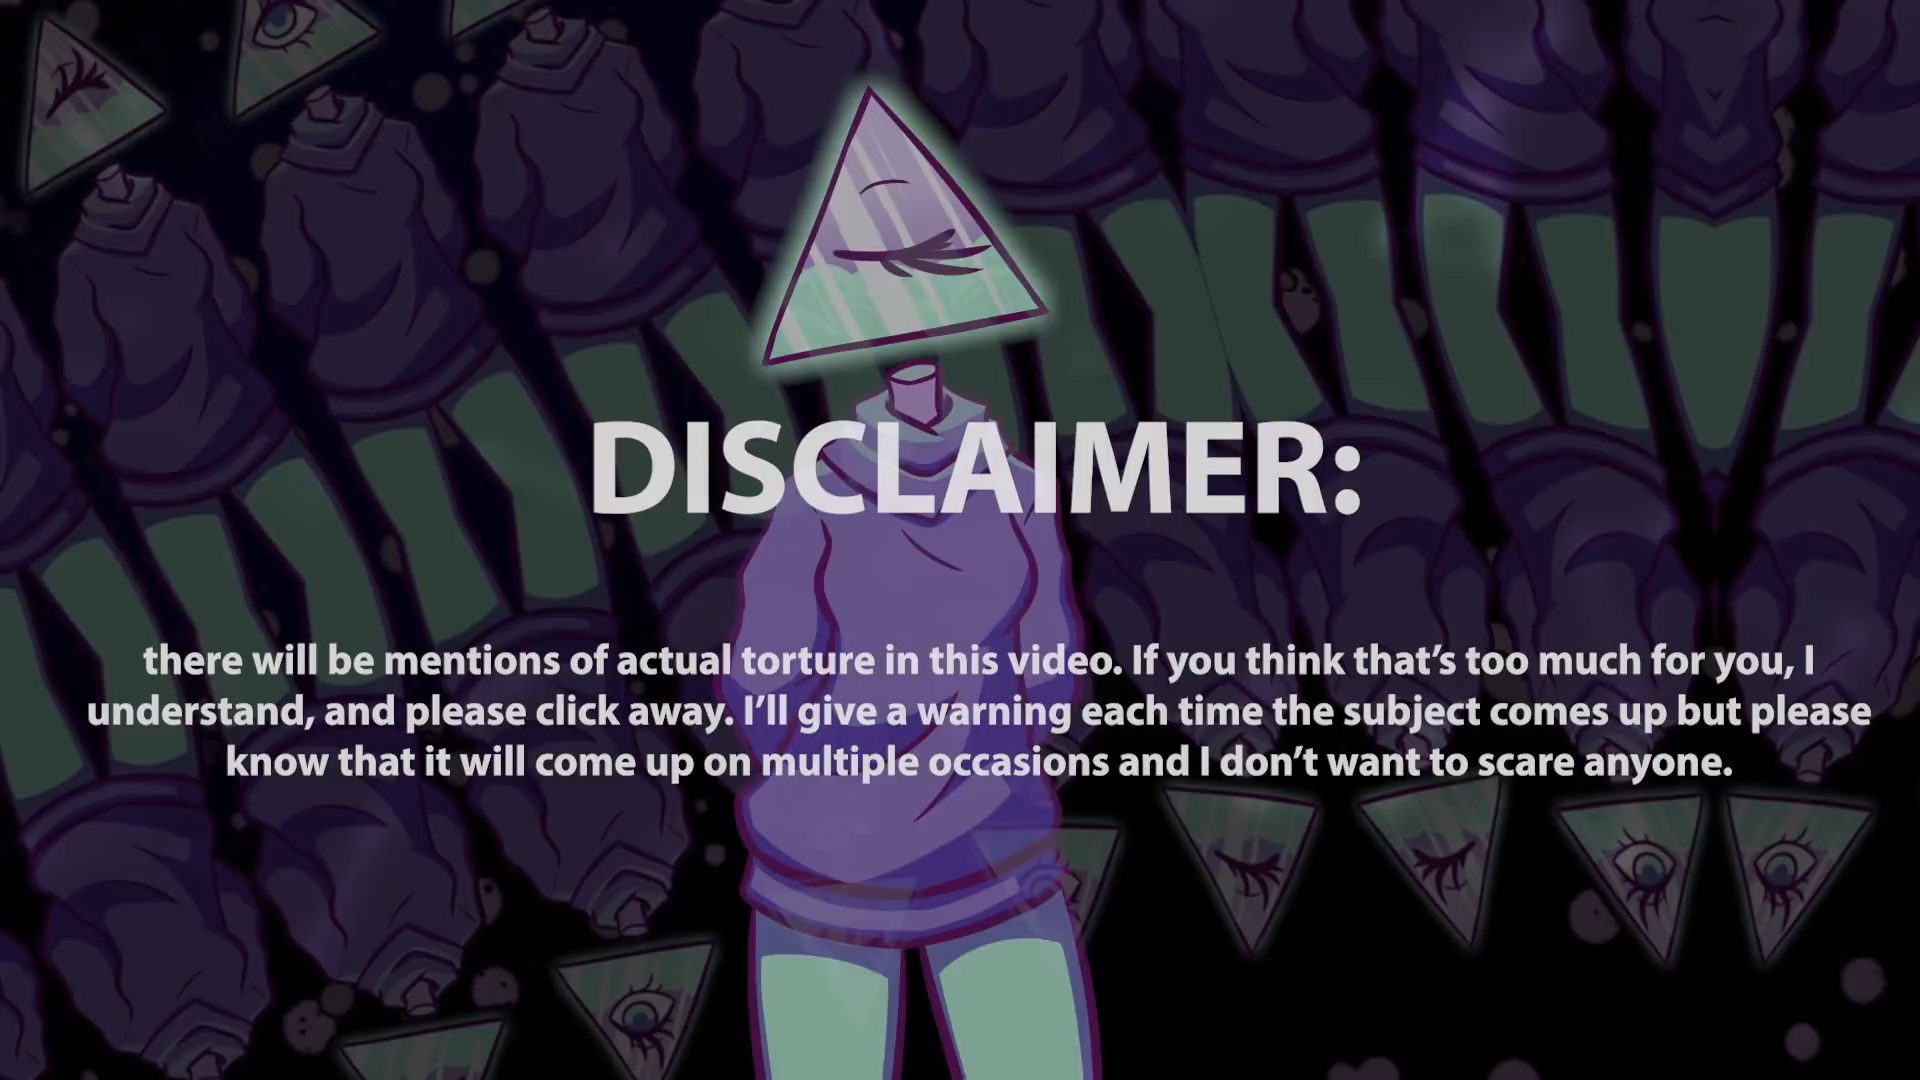 DISCLAIMER:
there will be mentions of actual torture in this video. If you think that’s too much for you, I
understand, and please click away. I’ll give a warning each time the subject comes up but please
know that it will come up on multiple occasions and I don’t want to scare anyone.